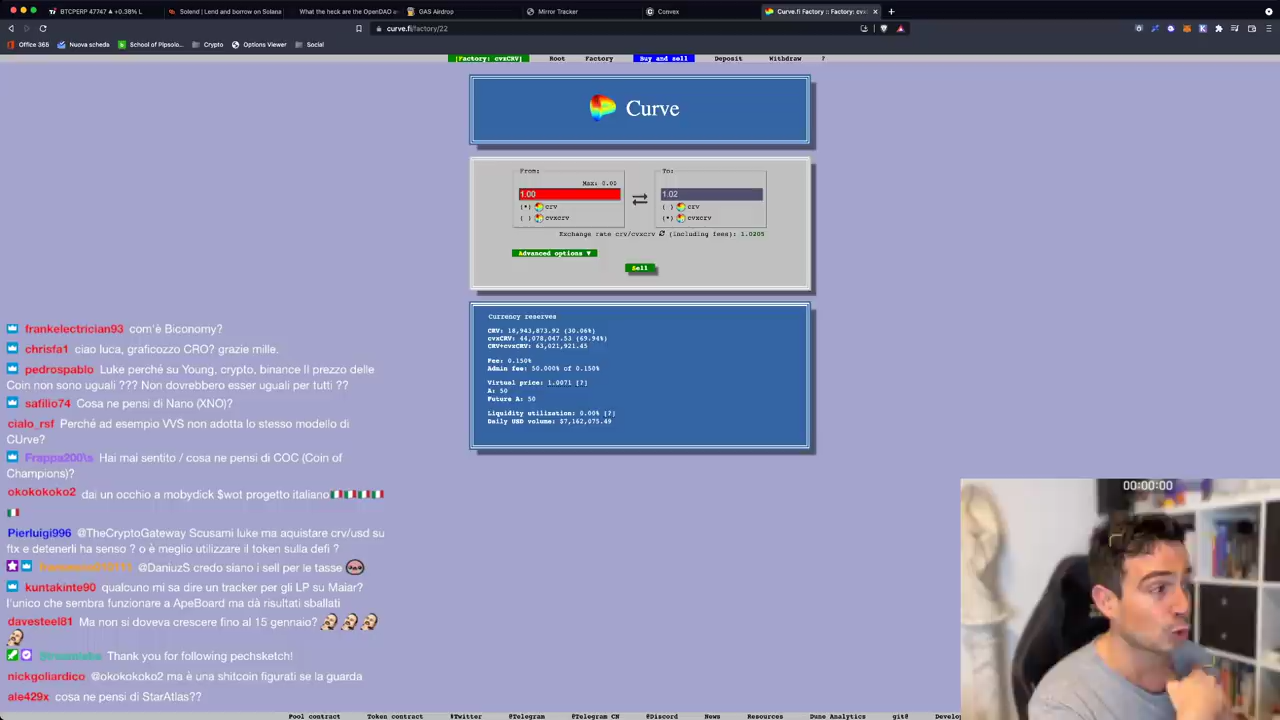 BTCPERP 47747 ▲ +0.38% L
Solend | Lend and borrow on Solana
What the heck are the OpenDAO an
GAS Airdrop
Mirror Tracker
Convex
Curve.fi Factory :: Factory: cvx
curve.fi/factory/22
Office 365
Nuova scheda
School of Plpsolo...
Crypto
Options Viewer
Social
[Factory: cvxCRV]
Root
Factory
Buy and sell
Deposit
Withdraw
?
Curve
From:
To:
Max: 0.00
1.00
1.02
(•) crv
( ) crv
( ) cvxcrv
(•) cvxcrv
Exchange rate crv/cvxcrv (including fees): 1.0205
Advanced options ▼
Sell
Currency reserves
CRV: 18,943,873.92 (30.06%)
cvxCRV: 44,078,047.53 (69.94%)
CRV+cvxCRV: 63,021,921.45
Fee: 0.150%
Admin fee: 50.000% of 0.150%
Virtual price: 1.0071 [?]
A: 50
Future A: 50
Liquidity utilization: 0.00% [?]
Daily USD volume: $7,162,075.49
frankelectrician93 com'è Biconomy?
chrisfa1 ciao luca, graficozzo CRO? grazie mille.
pedrospablo Luke perché su Young, crypto, binance Il prezzo delle
Coin non sono uguali ??? Non dovrebbero esser uguali per tutti ??
safilio74 Cosa ne pensi di Nano (XNO)?
cialo_rsf Perché ad esempio VVS non adotta lo stesso modello di
CUrve?
Frappa200\s Hai mai sentito / cosa ne pensi di COC (Coin of
Champions)?
okokokoko2 dai un occhio a mobydick $wot progetto italiano🇮🇹🇮🇹🇮🇹🇮🇹
🇮🇹
Pierluigi996 @TheCryptoGateway Scusami luke ma aquistare crv/usd su
ftx e detenerli ha senso ? o è meglio utilizzare il token sulla defi ?
@DaniuzS credo siano i sell per le tasse
kuntakinte90 qualcuno mi sa dire un tracker per gli LP su Maiar?
l'unico che sembra funzionare a ApeBoard ma dà risultati sballati
davesteel81 Ma non si doveva crescere fino al 15 gennaio?
Thank you for following pechsketch!
nickgoliardico @okokokoko2 ma è una shitcoin figurati se la guarda
ale429x cosa ne pensi di StarAtlas??
00:00:00
Pool contract
Token contract
@Twitter
@Telegram
@Telegram CN
@Discord
News
Resources
Dune Analytics
git@
Develop